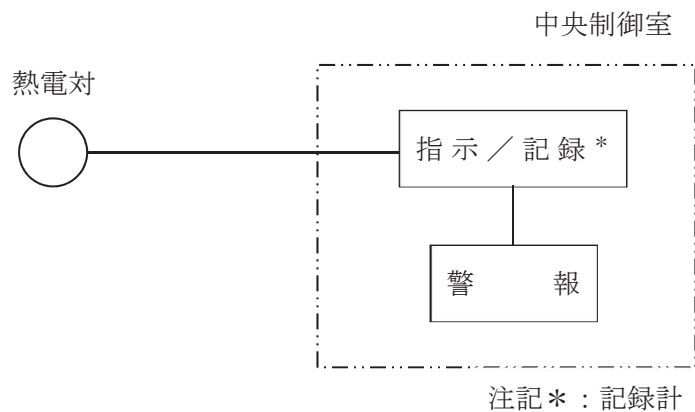 中央制御室
熱電対
指示／記録*
警報
注記＊：記録計